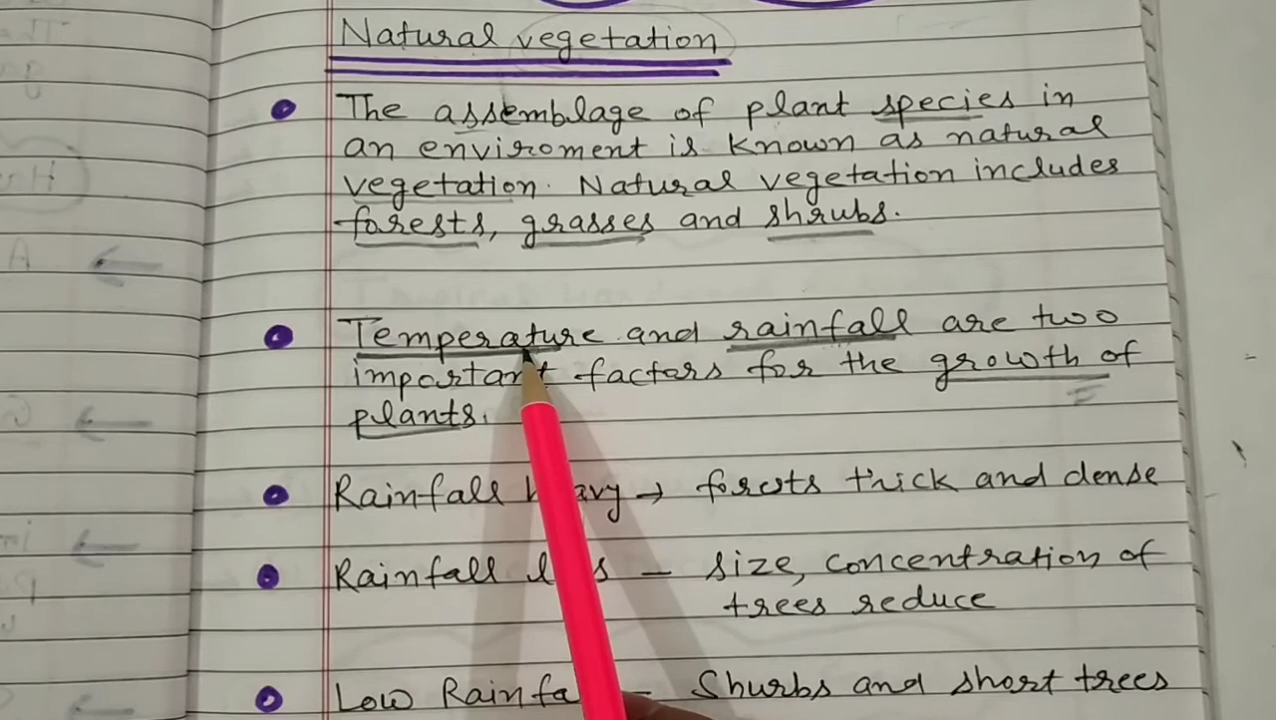 Natural vegetation
The assemblage of plant species in
an enviroment is known as natural
vegetation. Natural vegetation includes
forests, grasses and shrubs.
Temperature and rainfall are two
important factors for the growth of
plants.
Rainfall heavy → forests thick and dense
Rainfall less – size, concentration of
trees reduce
Low – Shurbs and short trees